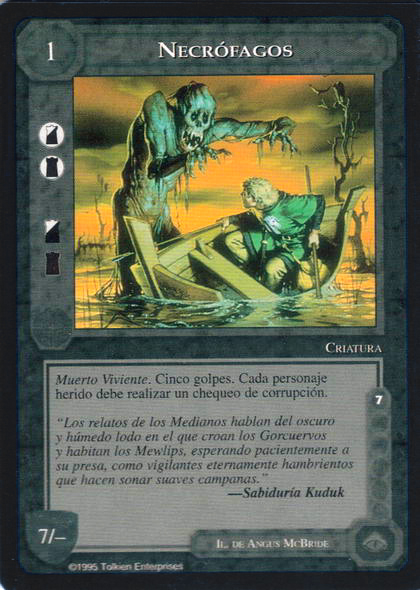 1
NECRÓFAGOS
CRIATURA
Muerto Viviente. Cinco golpes. Cada personaje
herido debe realizar un chequeo de corrupción.
7
"Los relatos de los Medianos hablan del oscuro
y húmedo lodo en el que croan los Gorcuervos
y habitan los Mewlips, esperando pacientemente a
su presa, como vigilantes eternamente hambrientos
que hacen sonar suaves campanas."
—Sabiduría Kuduk
7/–
IL. DE ANGUS MCBRIDE
©1995 Tolkien Enterprises